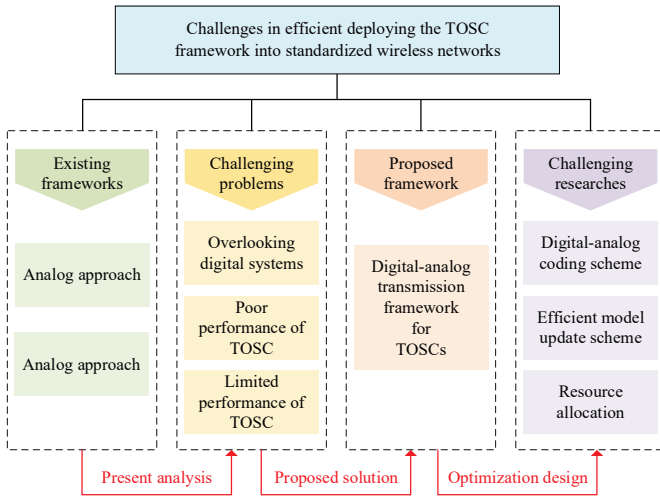 Challenges in efficient deploying the TOSC
framework into standardized wireless networks
Existing
frameworks
Analog approach
Analog approach
Challenging
problems
Overlooking
digital systems
Poor
performance of
TOSC
Limited
performance of
TOSC
Proposed
framework
Digital-analog
transmission
framework
for
TOSCs
Challenging
researches
Digital-analog
coding scheme
Efficient model
update scheme
Resource
allocation
Present analysis
Proposed solution
Optimization design